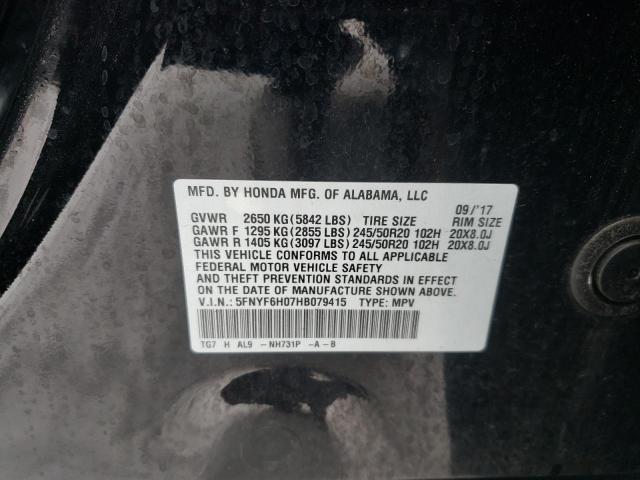 MFD. BY HONDA MFG. OF ALABAMA, LLC 09/'17
GVWR 2650 KG(5842 LBS) TIRE SIZE RIM SIZE
GAWR F 1295 KG(2855 LBS)245/50R20 102H 20X8.0J
GAWR R 1405 KG(3097 LBS)245/50R20 102H 20X8.0J
THIS VEHICLE CONFORMS TO ALL APPLICABLE
FEDERAL MOTOR VEHICLE SAFETY
AND THEFT PREVENTION STANDARDS IN EFFECT
ON THE DATE OF MANUFACTURE SHOWN ABOVE.
V.I.N.: 5FNYF6H07HB079415 TYPE: MPV
TG7 H AL9 -NH731P -A-B